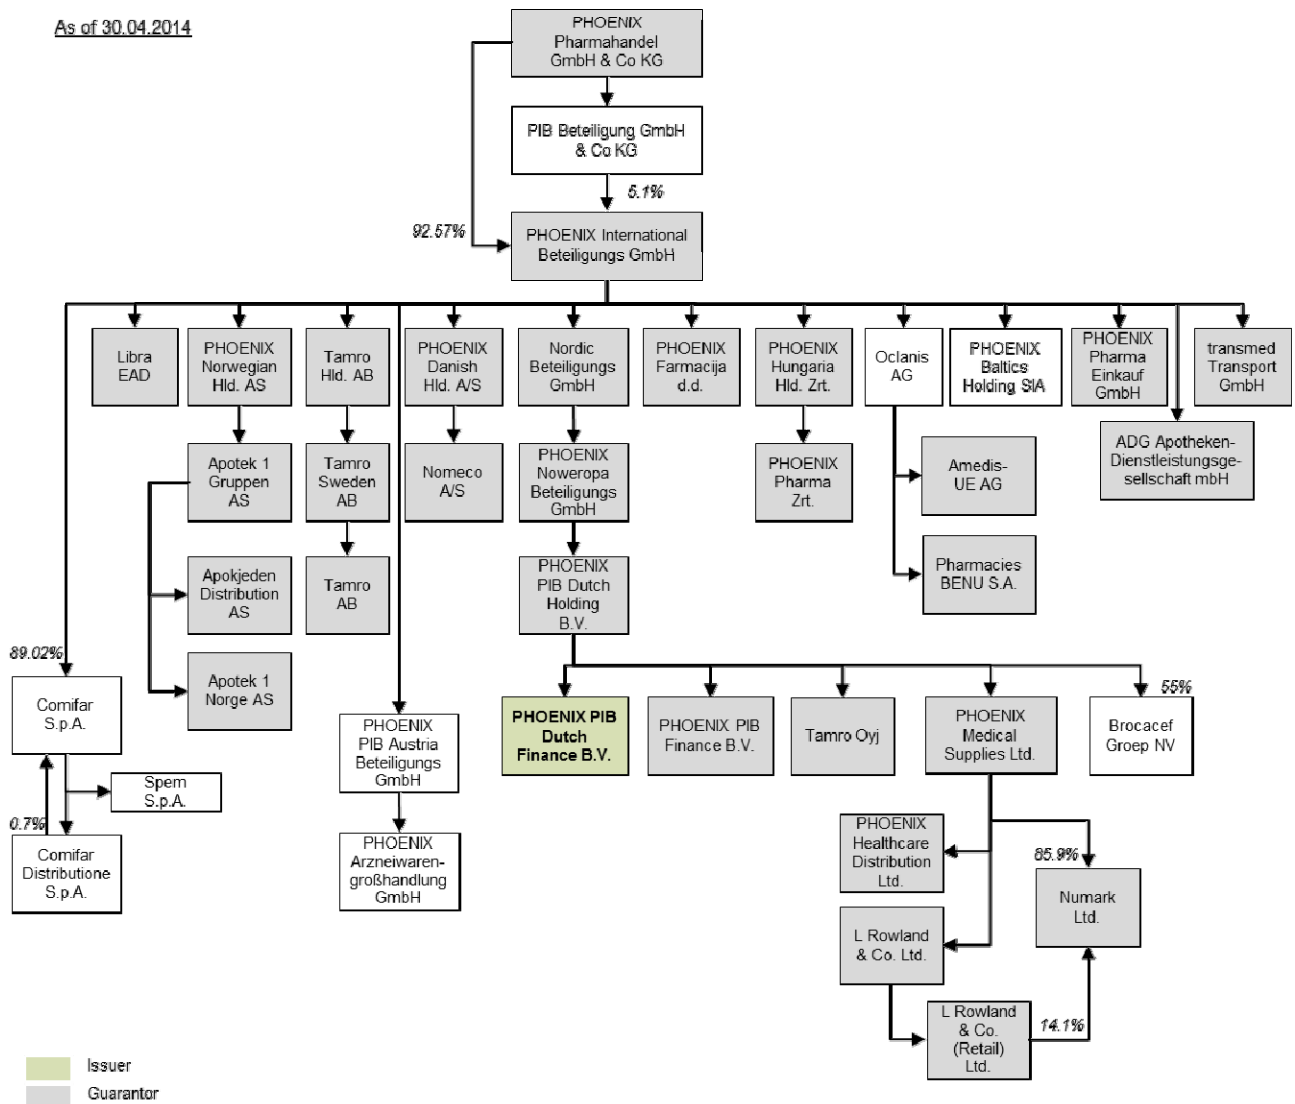 As of 30.04.2014
PHOENIX
Pharmahandel
GmbH & Co KG
PIB Beteiligung GmbH
& Co KG
5.1%
92.57%
PHOENIX International
Beteiligungs GmbH
Libra
EAD
PHOENIX
Norwegian
Hld. AS
Tamro
Hld. AB
PHOENIX
Danish
Hld. A/S
Nordic
Beteiligungs
GmbH
PHOENIX
Farmacija
d.d.
PHOENIX
Hungaria
Hld. Zrt.
Oclanis
AG
PHOENIX
Baltics
Holding SIA
PHOENIX
Pharma
Einkauf
GmbH
transmed
Transport
GmbH
Apotek 1
Gruppen
AS
Tamro
Sweden
AB
Nomeco
A/S
PHOENIX
Noweropa
Beteiligungs
GmbH
PHOENIX
Pharma
Zrt.
Amedis-
UE AG
ADG Apotheken-
Dienstleistungsge-
sellschaft mbH
Apokjeden
Distribution
AS
Tamro
AB
PHOENIX
PIB Dutch
Holding
B.V.
Pharmacies
BENU S.A.
89.02%
Comifar
S.p.A.
Apotek 1
Norge AS
PHOENIX
PIB Austria
Beteiligungs
GmbH
PHOENIX PIB
Dutch
Finance B.V.
PHOENIX PIB
Finance B.V.
Tamro Oyj
PHOENIX
Medical
Supplies Ltd.
55%
Brocacef
Groep NV
Spem
S.p.A.
0.7%
Comifar
Distributione
S.p.A.
PHOENIX
Arzneiwaren-
großhandlung
GmbH
PHOENIX
Healthcare
Distribution
Ltd.
85.9%
Numark
Ltd.
L Rowland
& Co. Ltd.
L Rowland
& Co.
(Retail)
Ltd.
14.1%
Issuer
Guarantor